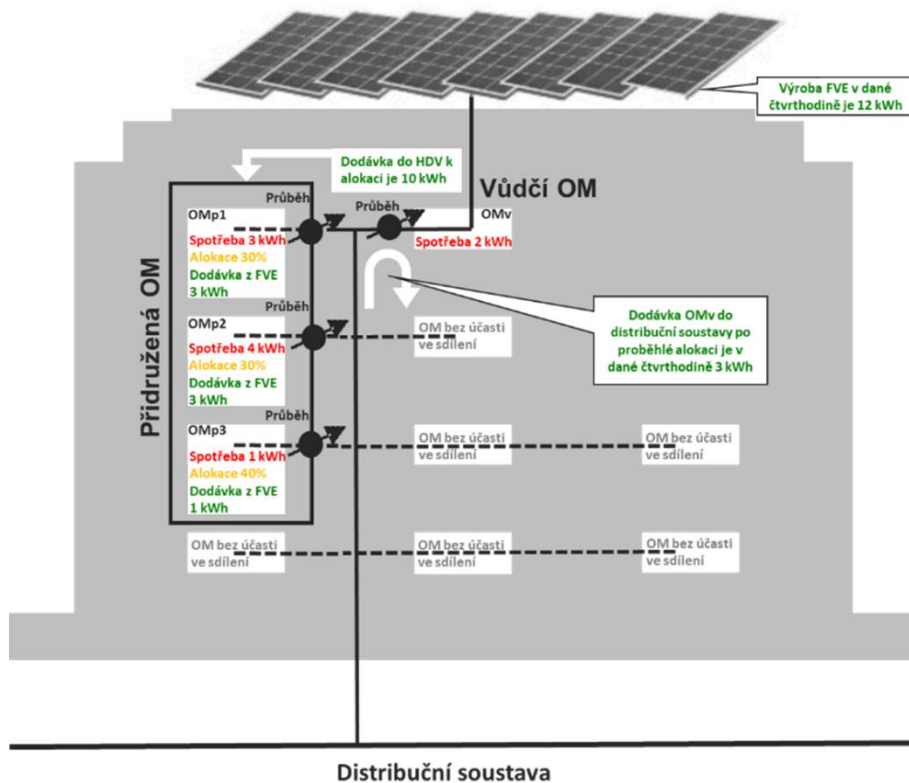 Výroba FVE v dané
čtvrthodině je 12 kWh
Dodávka do HDV k
alokaci je 10 kWh
Vůdčí OM
Přidružená OM
Průběh
Průběh
OMp1
OMv
Spotřeba 3 kWh
Spotřeba 2 kWh
Alokace 30%
Dodávka z FVE
3 kWh
Průběh
OMp2
Spotřeba 4 kWh
Alokace 30%
Dodávka z FVE
3 kWh
OM bez účasti
ve sdílení
Dodávka OMv do
distribuční soustavy po
proběhlé alokaci je v
dané čtvrthodině 3 kWh
Průběh
OMp3
Spotřeba 1 kWh
Alokace 40%
Dodávka z FVE
1 kWh
OM bez účasti
ve sdílení
OM bez účasti
ve sdílení
OM bez účasti
ve sdílení
OM bez účasti
ve sdílení
OM bez účasti
ve sdílení
Distribuční soustava